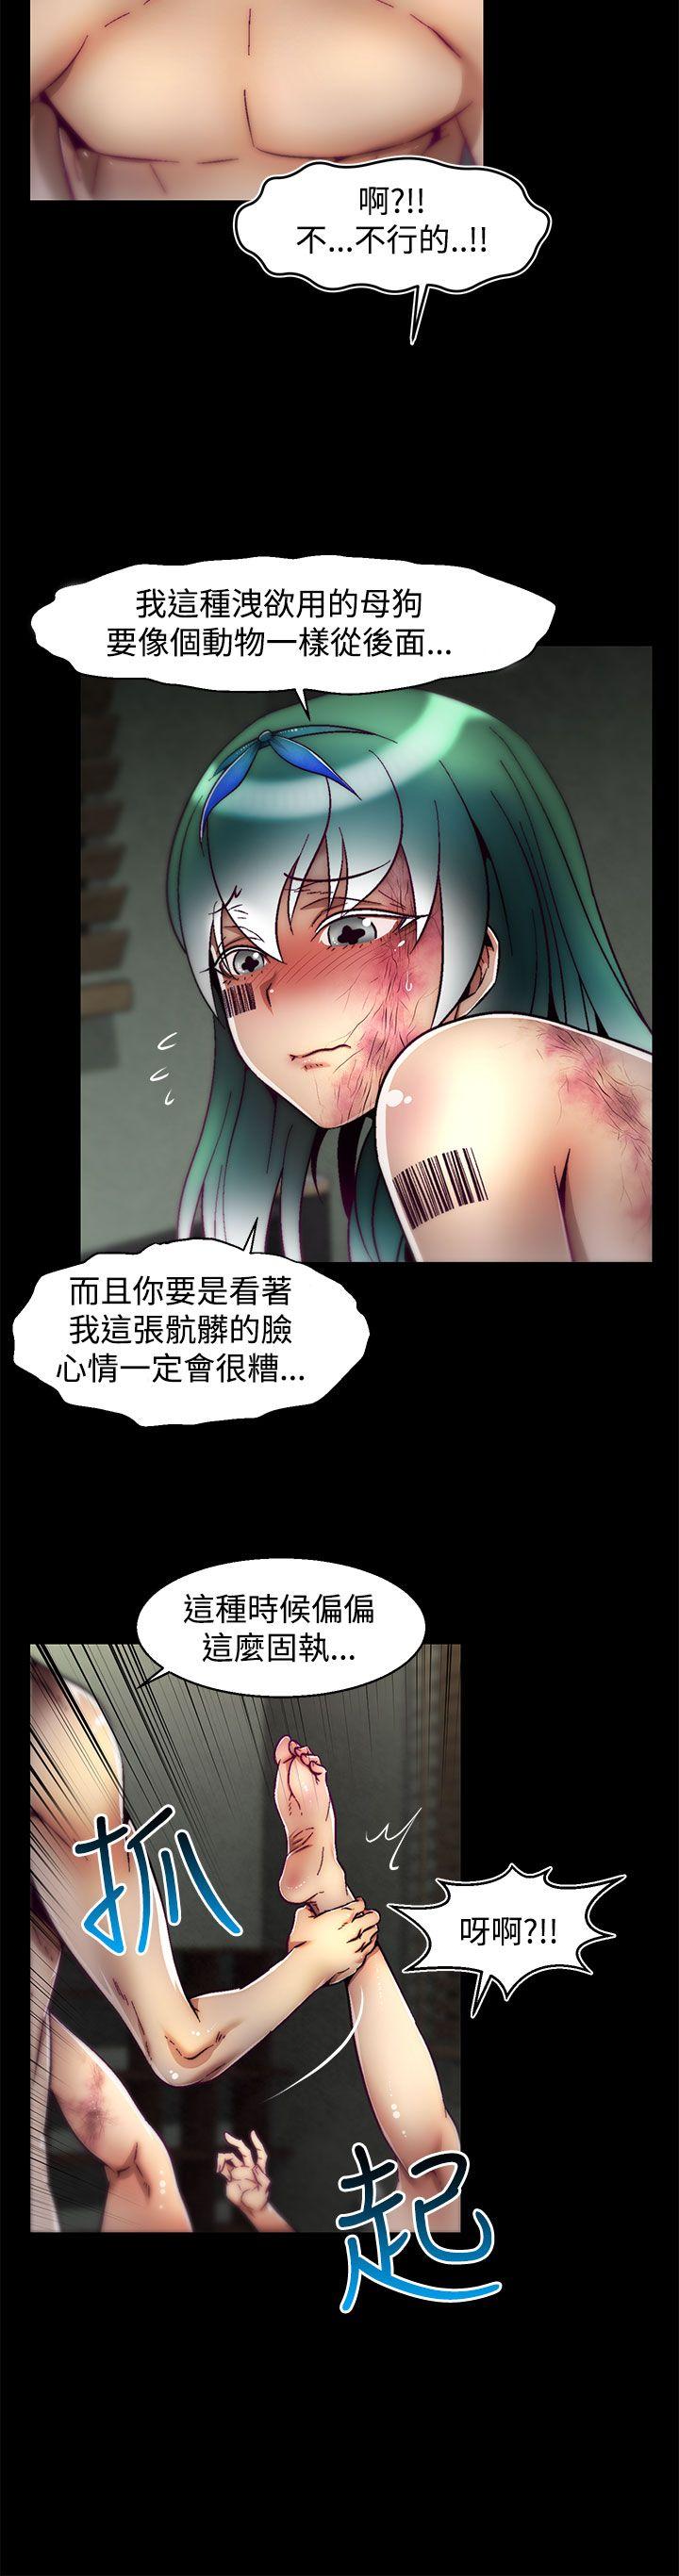 啊?!!
不...不行的..!!
我這種洩欲用的母狗
要像個動物一樣從後面...
而且你要是看著
我這張骯髒的臉
心情一定會很糟...
這種時候偏偏
這麼固執...
抓
呀啊?!!
起